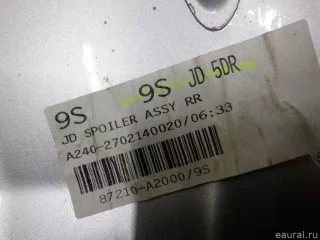 9S 9S JD 5DR
JD SPOILER ASSY RR
A240-2702140020/06:33
87210-A2000/9S
eaural.ru